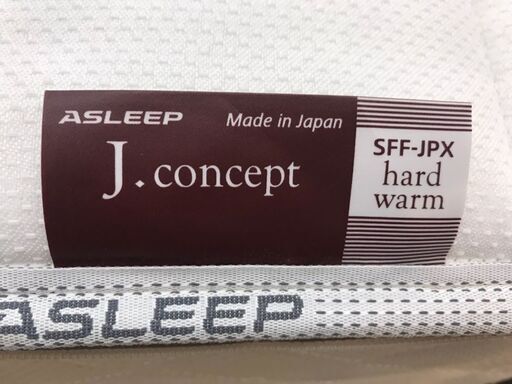 ASLEEP Made in Japan
J. concept
SFF-JPX
hard
warm
ASLEEP